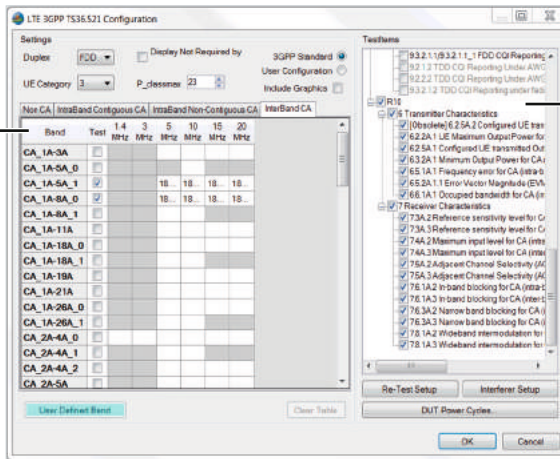 LTE 3GPP TS36.521 Configuration
Settings
Duplex FDD
Display Not Required by
3GPP Standard
User Configuration
UE Category 3
P_classmax 23
Include Graphics
Non CA IntraBand Contiguous CA IntraBand Non-Contiguous CA InterBand CA
Band Test 1.4 MHz 3 MHz 5 MHz 10 MHz 15 MHz 20 MHz
CA_1A-3A
CA_1A-5A_0
CA_1A-5A_1 18... 18... 18... 18...
CA_1A-8A_0 18... 18... 18... 18...
CA_1A-8A_1
CA_1A-11A
CA_1A-18A_0
CA_1A-18A_1
CA_1A-19A
CA_1A-21A
CA_1A-26A_0
CA_1A-26A_1
CA_2A-4A_0
CA_2A-4A_1
CA_2A-4A_2
CA_2A-5A
User Defined Band
Clear Table
TestItems
9.3.2.1.1\9.3.2.1.1_1 FDD CQI Reporting
9.2.1.2 TDD CQI Reporting Under AWG
9.2.2.2 TDD CQI Reporting Under AWG
9.3.2.1.2 TDD CQI Reporting under fadi
R10
6 Transmitter Characteristics
[Obsolete] 6.2.5A.2 Configured UE tran
6.2.2A.1 UE Maximum Output Power for
6.2.5A.1 Configured UE transmitted Out
6.3.2A.1 Minimum Output Power for CA
6.5.1A.1 Frequency error for CA (intra-b
6.5.2A.1.1 Error Vector Magnitude (EVM
6.6.1A.1 Occupied bandwidth for CA (in
7 Receiver Characteristics
7.3A.2 Reference sensitivity level for C
7.3A.3 Reference sensitivity level for C
7.4A.2 Maximum input level for CA (intra
7.4A.3 Maximum input level for CA (inter
7.5A.2 Adjacent Channel Selectivity (AC
7.5A.3 Adjacent Channel Selectivity (AC
7.6.1A.2 In-band blocking for CA (intra-b
7.6.1A.3 In-band blocking for CA (inter-b
7.6.3A.2 Narrow band blocking for CA (i
7.6.3A.3 Narrow band blocking for CA (i
7.8.1A.2 Wideband intermodulation for
7.8.1A.3 Wideband intermodulation for
Re-Test Setup
Interferer Setup
DUT Power Cycles..
OK
Cancel